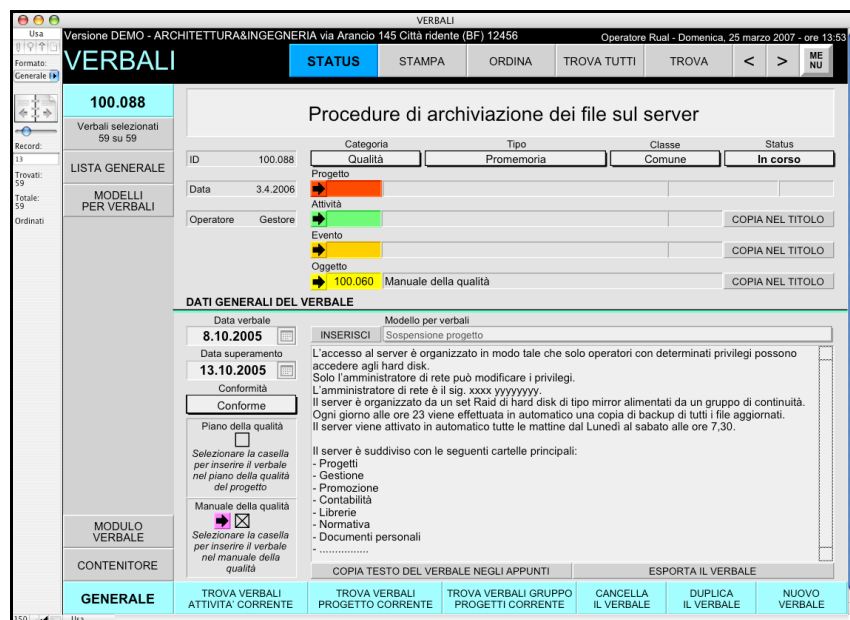 VERBALI
Usa
Versione DEMO - ARCHITETTURA&INGEGNERIA via Arancio 145 Città ridente (BF) 12456
Operatore Rual - Domenica, 25 marzo 2007 - ore 13:53
VERBALI
STATUS
STAMPA
ORDINA
TROVA TUTTI
TROVA
<
>
ME
NU
Formato:
Generale
Record:
13
Trovati:
59
Totale:
59
Ordinati
100.088
Verbali selezionati
59 su 59
LISTA GENERALE
MODELLI
PER VERBALI
MODULO
VERBALE
CONTENITORE
GENERALE
Procedure di archiviazione dei file sul server
Categoria
Tipo
Classe
Status
ID 100.088
Qualità
Promemoria
Comune
In corso
Progetto
Data 3.4.2006
Attività
Operatore Gestore
COPIA NEL TITOLO
Evento
COPIA NEL TITOLO
Oggetto
100.060 Manuale della qualità
COPIA NEL TITOLO
DATI GENERALI DEL VERBALE
Data verbale
8.10.2005
Data superamento
13.10.2005
Conformità
Conforme
Piano della qualità
Selezionare la casella
per inserire il verbale
nel piano della qualità
del progetto
Manuale della qualità
Selezionare la casella
per inserire il verbale
nel manuale della
qualità
Modello per verbali
INSERISCI
Sospensione progetto
L'accesso al server è organizzato in modo tale che solo operatori con determinati privilegi possono
accedere agli hard disk.
Solo l'amministratore di rete può modificare i privilegi.
L'amministratore di rete è il sig. xxxx yyyyyyy.
Il server è organizzato da un set Raid di hard disk di tipo mirror alimentati da un gruppo di continuità.
Ogni giorno alle ore 23 viene effettuata in automatico una copia di backup di tutti i file aggiornati.
Il server viene attivato in automatico tutte le mattine dal Lunedì al sabato alle ore 7,30.
Il server è suddiviso con le seguenti cartelle principali:
- Progetti
- Gestione
- Promozione
- Contabilità
- Librerie
- Normativa
- Documenti personali
- ................
COPIA TESTO DEL VERBALE NEGLI APPUNTI
ESPORTA IL VERBALE
TROVA VERBALI
ATTIVITA' CORRENTE
TROVA VERBALI
PROGETTO CORRENTE
TROVA VERBALI GRUPPO
PROGETTI CORRENTE
CANCELLA
IL VERBALE
DUPLICA
IL VERBALE
NUOVO
VERBALE
150
Usa